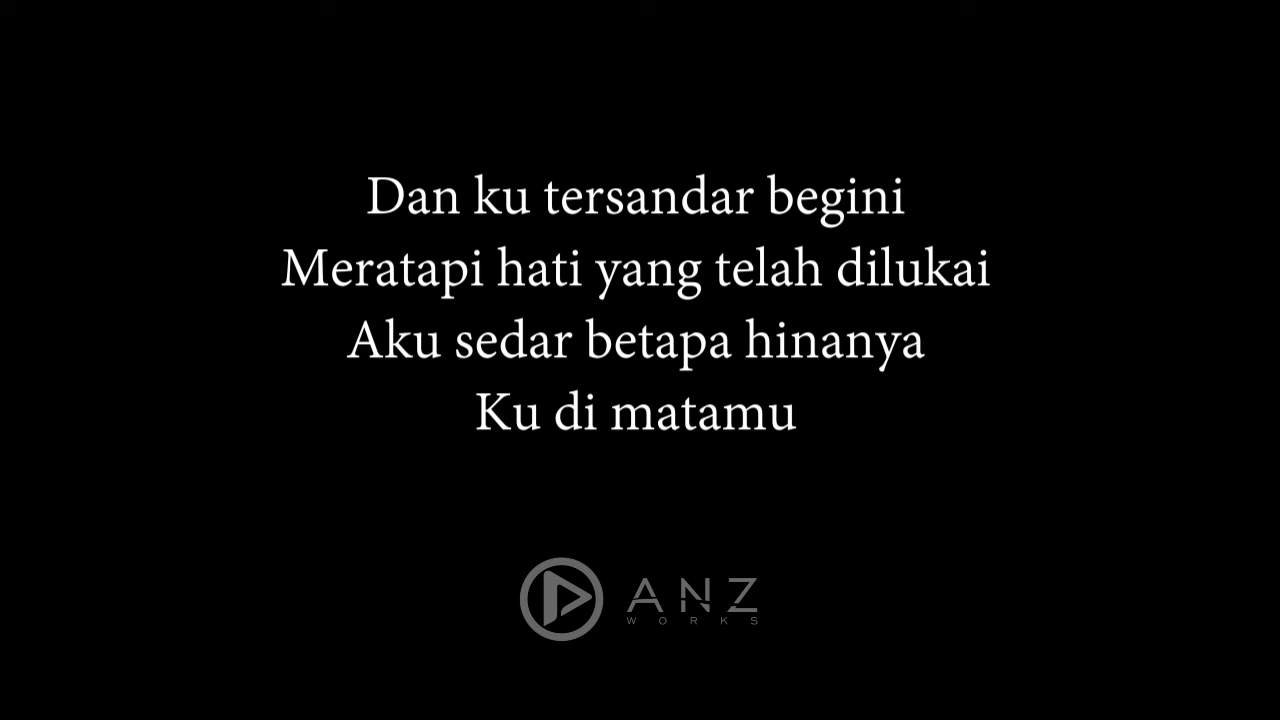 Dan ku tersandar begini
Meratapi hati yang telah dilukai
Aku sedar betapa hinanya
Ku di matamu
ANZ
WORKS